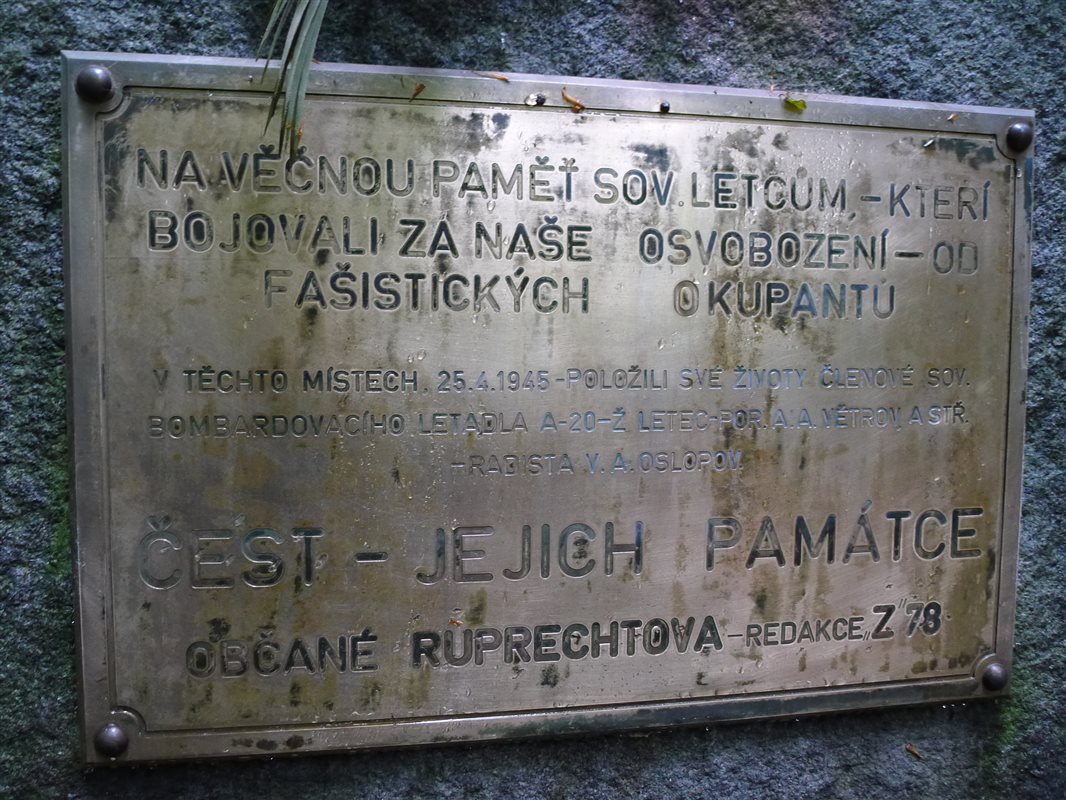 NA VĚČNOU PAMĚŤ SOV. LETCŮM, - KTEŘÍ
BOJOVALI ZA NAŠE OSVOBOZENÍ - OD
FAŠISTICKÝCH OKUPANTŮ
V TĚCHTO MÍSTECH. 25.4.1945 - POLOŽILI SVÉ ŽIVOTY ČLENOVÉ SOV.
BOMBARDOVACÍHO LETADLA A-20-Ž LETEC-POR. A.A. VĚTROV, A STŘ.
- RADISTA V. A. OSLOPOV.
ČEST - JEJICH PAMÁTCE
OBČANÉ RUPRECHTOVA - REDAKCE „Z“ 78.